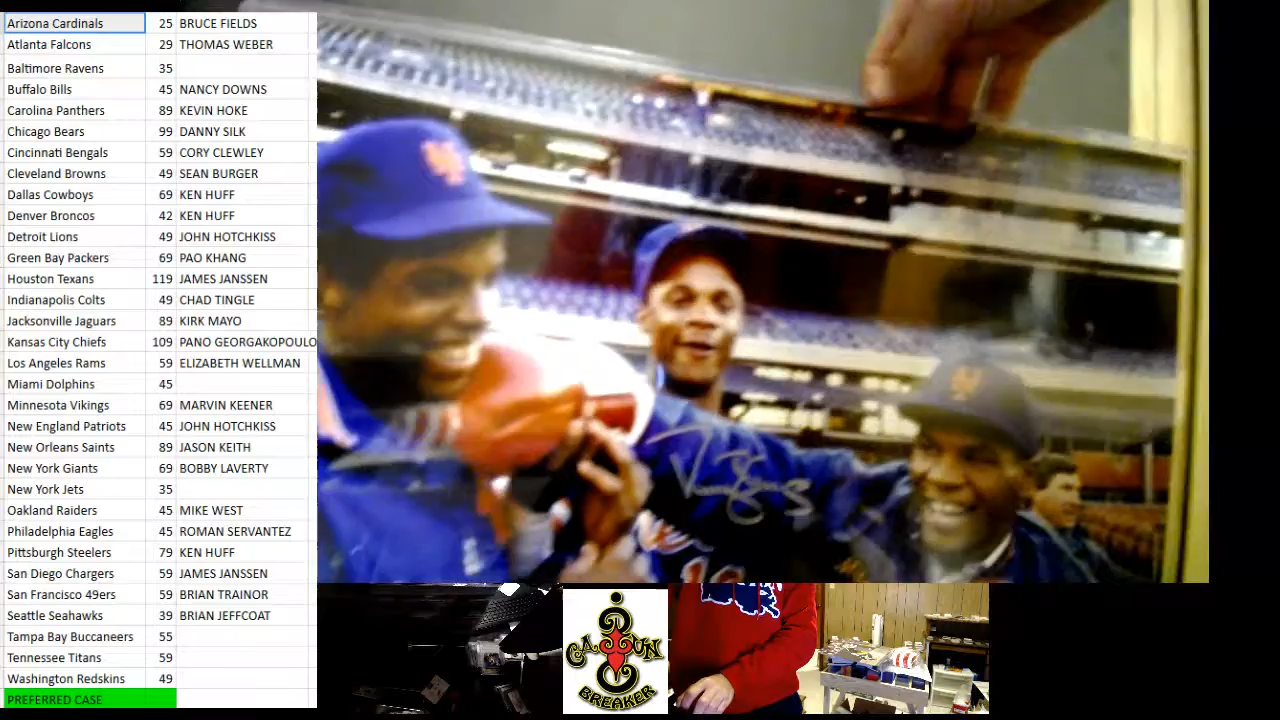 Arizona Cardinals 25 BRUCE FIELDS
Atlanta Falcons 29 THOMAS WEBER
Baltimore Ravens 35
Buffalo Bills 45 NANCY DOWNS
Carolina Panthers 89 KEVIN HOKE
Chicago Bears 99 DANNY SILK
Cincinnati Bengals 59 CORY CLEWLEY
Cleveland Browns 49 SEAN BURGER
Dallas Cowboys 69 KEN HUFF
Denver Broncos 42 KEN HUFF
Detroit Lions 49 JOHN HOTCHKISS
Green Bay Packers 69 PAO KHANG
Houston Texans 119 JAMES JANSSEN
Indianapolis Colts 49 CHAD TINGLE
Jacksonville Jaguars 89 KIRK MAYO
Kansas City Chiefs 109 PANO GEORGAKOPOULO
Los Angeles Rams 59 ELIZABETH WELLMAN
Miami Dolphins 45
Minnesota Vikings 69 MARVIN KEENER
New England Patriots 45 JOHN HOTCHKISS
New Orleans Saints 89 JASON KEITH
New York Giants 69 BOBBY LAVERTY
New York Jets 35
Oakland Raiders 45 MIKE WEST
Philadelphia Eagles 45 ROMAN SERVANTEZ
Pittsburgh Steelers 79 KEN HUFF
San Diego Chargers 59 JAMES JANSSEN
San Francisco 49ers 59 BRIAN TRAINOR
Seattle Seahawks 39 BRIAN JEFFCOAT
Tampa Bay Buccaneers 55
Tennessee Titans 59
Washington Redskins 49
PREFERRED CASE
CAJUN
BREAKER